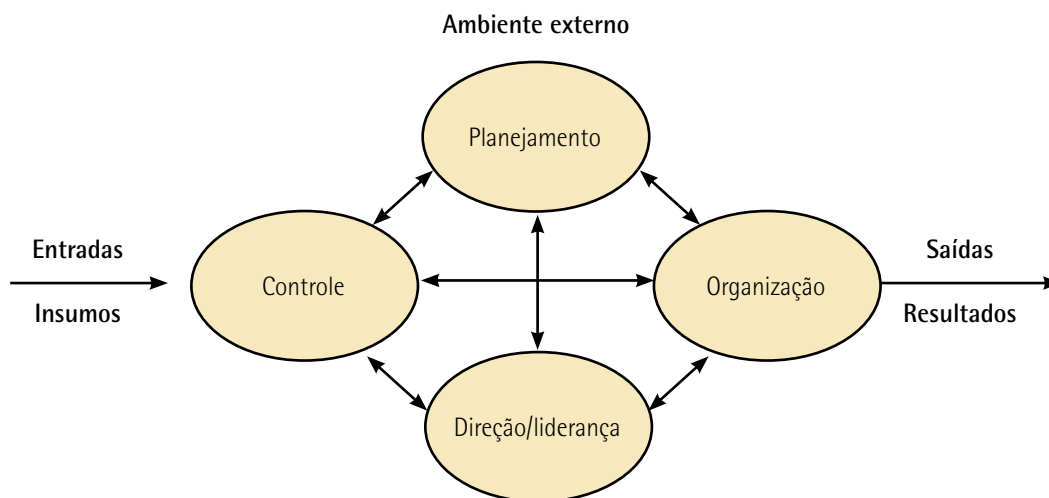 Ambiente externo
Planejamento
Entradas
Insumos
Controle
Organização
Saídas
Resultados
Direção/liderança